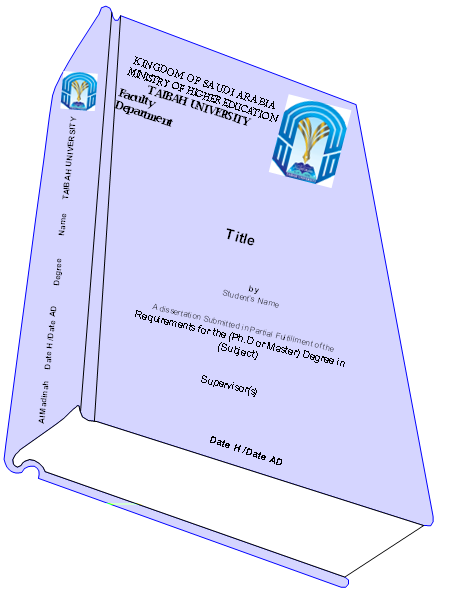 KINGDOM OF SAUDI ARABIA
MINISTRY OF HIGHER EDUCATION
TAIBAH UNIVERSITY
Faculty
Department
Title
by
Student's Name
A dissertation Submitted in Partial Fulfillment of the
Requirements for the (Ph.D or Master) Degree in
(Subject)
Supervisor(s)
Date H /Date AD
TAIBAH UNIVERSITY
Name
Degree
Date H /Date AD
Al Madinah